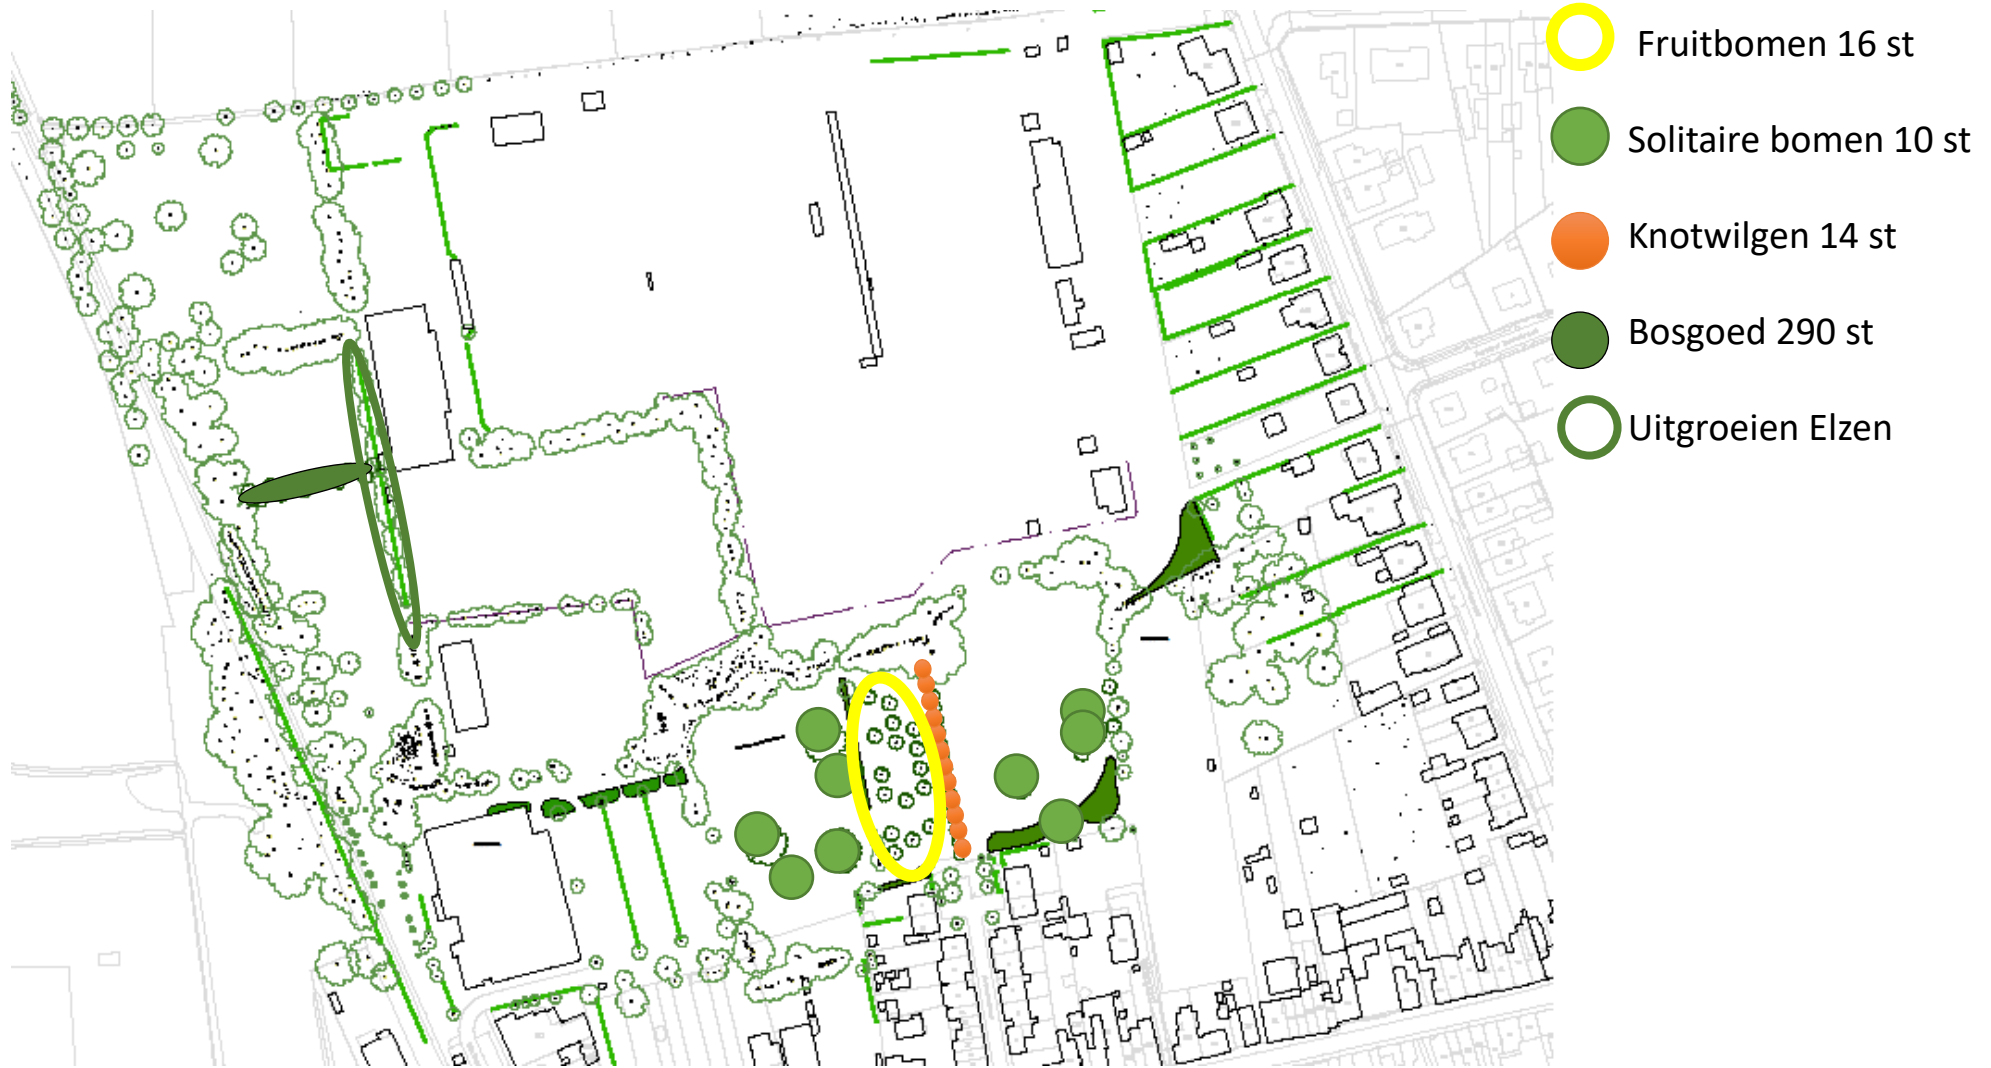 Fruitbomen 16 st
Solitaire bomen 10 st
Knotwilgen 14 st
Bosgoed 290 st
Uitgroeien Elzen